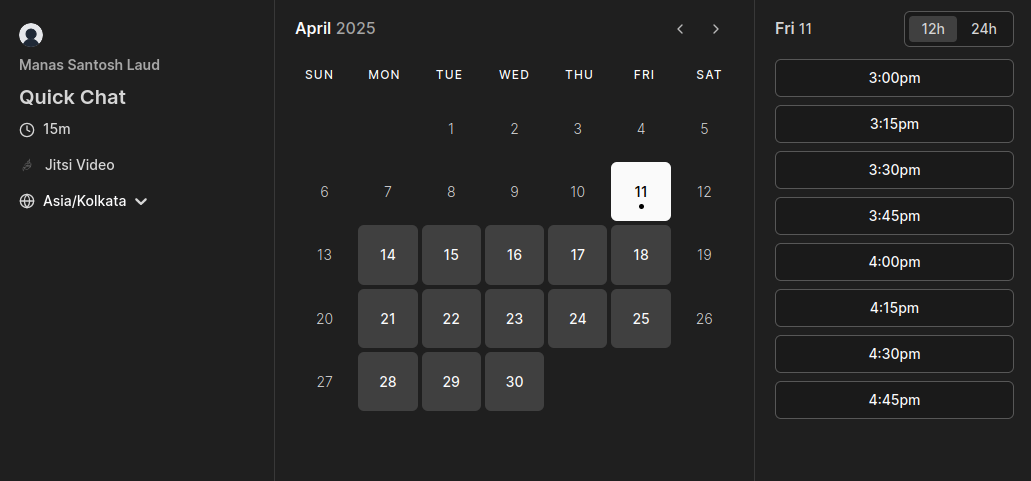 Manas Santosh Laud
Quick Chat
15m
Jitsi Video
Asia/Kolkata
April 2025
SUN MON TUE WED THU FRI SAT
1 2 3 4 5
6 7 8 9 10 11 12
13 14 15 16 17 18 19
20 21 22 23 24 25 26
27 28 29 30
Fri 11 12h 24h
3:00pm
3:15pm
3:30pm
3:45pm
4:00pm
4:15pm
4:30pm
4:45pm